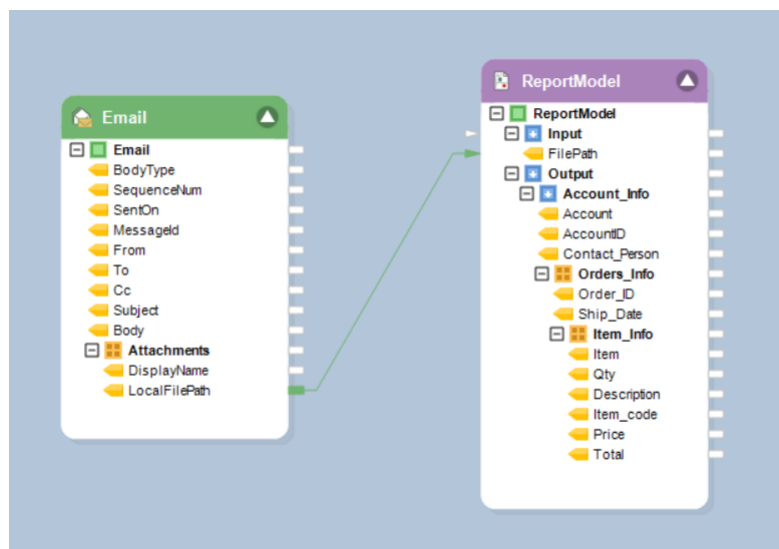 Email
Email
BodyType
SequenceNum
SentOn
MessageId
From
To
Cc
Subject
Body
Attachments
DisplayName
LocalFilePath
ReportModel
ReportModel
Input
FilePath
Output
Account_Info
Account
AccountID
Contact_Person
Orders_Info
Order_ID
Ship_Date
Item_Info
Item
Qty
Description
Item_code
Price
Total